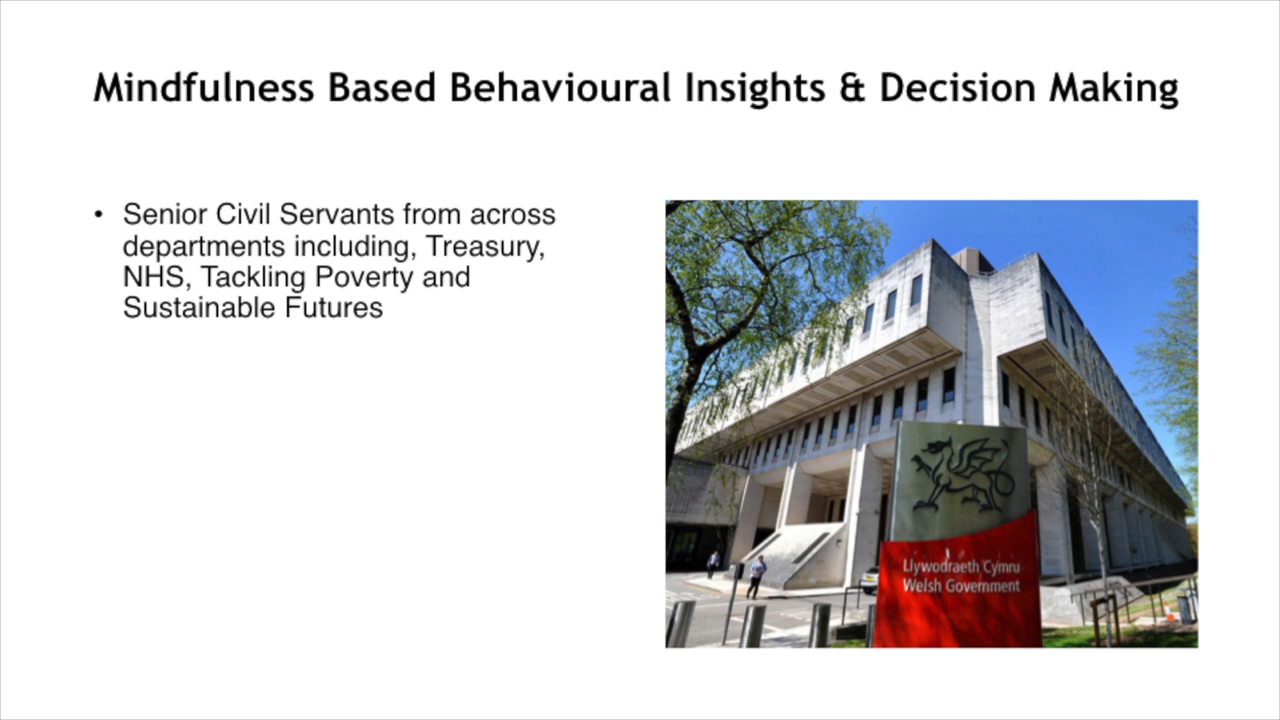 Mindfulness Based Behavioural Insights & Decision Making
• Senior Civil Servants from across
departments including, Treasury,
NHS, Tackling Poverty and
Sustainable Futures
Llywodraeth Cymru
Welsh Government